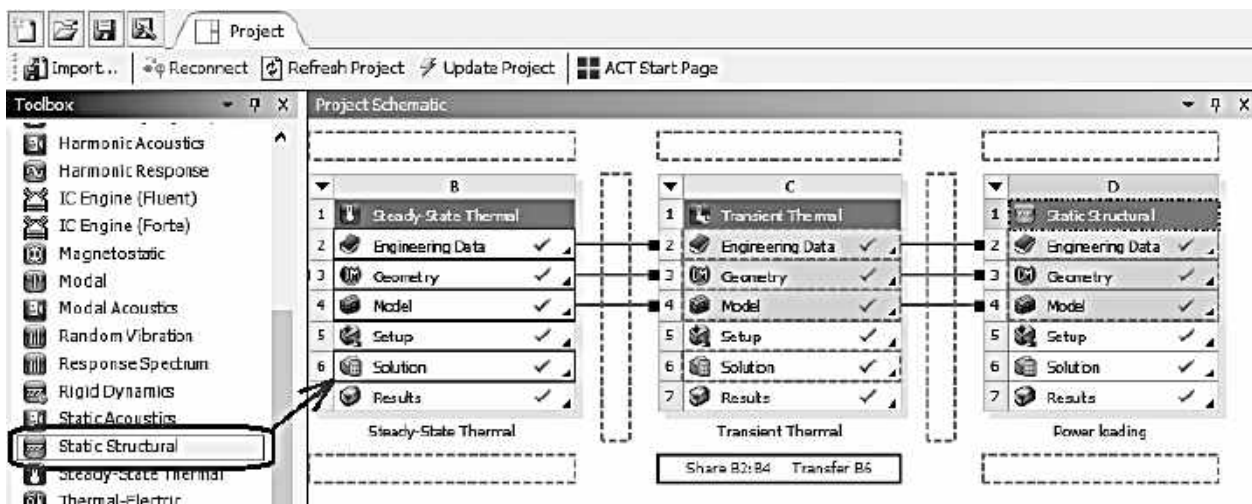 Project
Import... Reconnect Refresh Project Update Project ACT Start Page
Toolbox
Harmonic Acoustics
Harmonic Response
IC Engine (Fluent)
IC Engine (Forte)
Magnetostatic
Modal
Modal Acoustics
Random Vibration
Response Spectrum
Rigid Dynamics
Static Acoustics
Static Structural
Steady-State Thermal
Thermal-Electric
Project Schematic
B
1 Steady-State Thermal
2 Engineering Data
3 Geometry
4 Model
5 Setup
6 Solution
Results
Steady-State Thermal
C
1 Transient Thermal
2 Engineering Data
3 Geometry
4 Model
5 Setup
6 Solution
7 Results
Transient Thermal
Share B2:B4 Transfer B6
D
1 Static Structural
2 Engineering Data
3 Geometry
4 Model
5 Setup
6 Solution
7 Results
Power loading